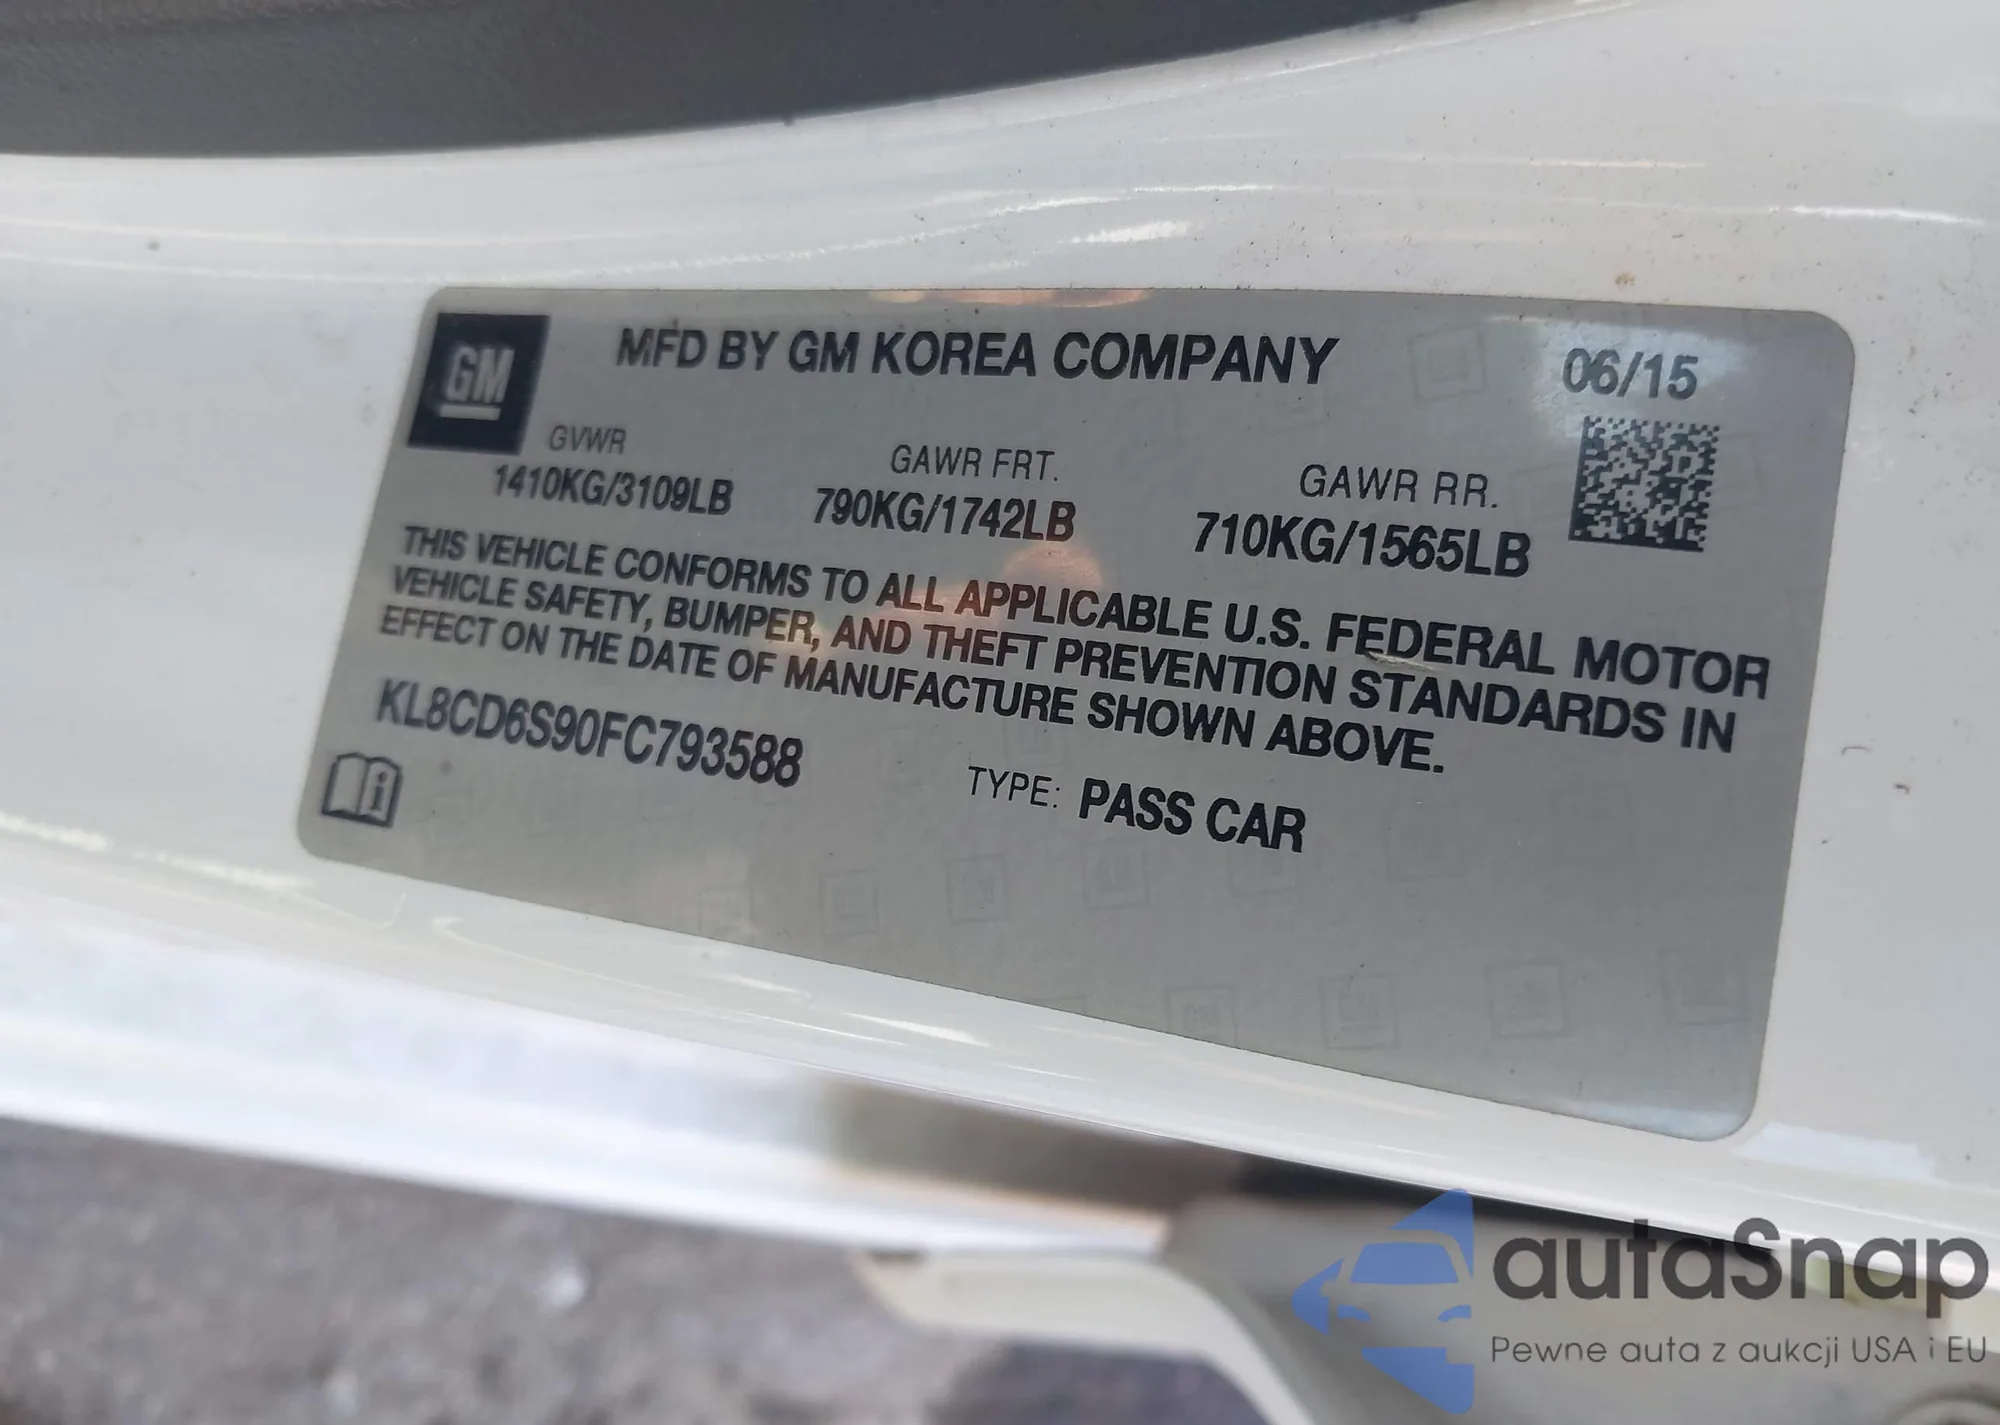 GM
MFD BY GM KOREA COMPANY
06/15
GVWR
GAWR FRT.
GAWR RR.
1410KG/3109LB
790KG/1742LB
710KG/1565LB
THIS VEHICLE CONFORMS TO ALL APPLICABLE U.S. FEDERAL MOTOR
VEHICLE SAFETY, BUMPER, AND THEFT PREVENTION STANDARDS IN
EFFECT ON THE DATE OF MANUFACTURE SHOWN ABOVE.
KL8CD6S90FC793588
TYPE: PASS CAR
autaSnap
Pewne auta z aukcji USA i EU